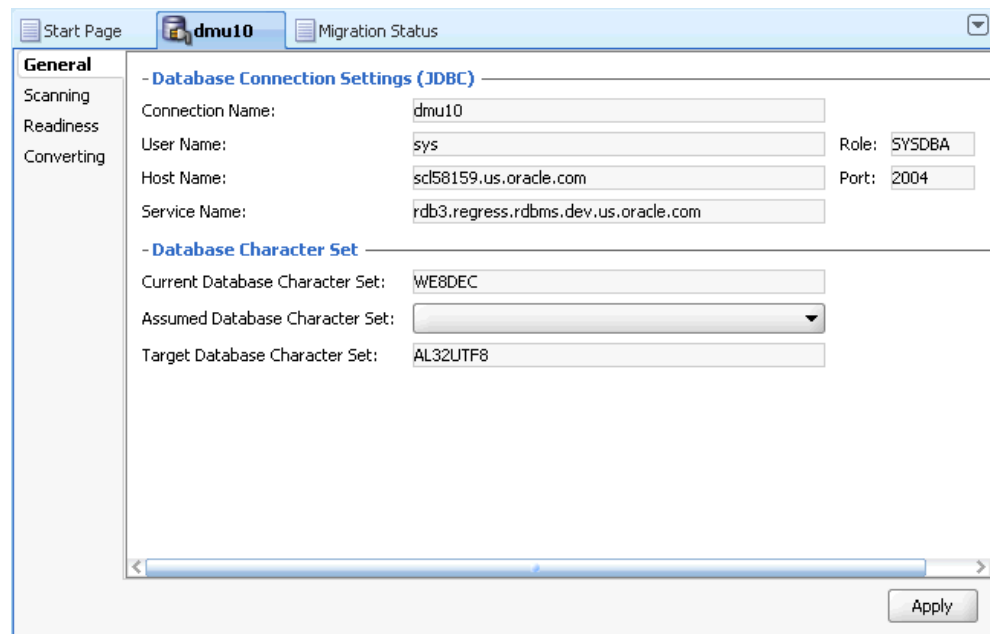 Start Page dmu10 Migration Status
General
Scanning
Readiness
Converting
-Database Connection Settings (JDBC)
Connection Name: dmu10
User Name: sys Role: SYSDBA
Host Name: scl58159.us.oracle.com Port: 2004
Service Name: rdb3.regress.rdbms.dev.us.oracle.com
-Database Character Set
Current Database Character Set: WE8DEC
Assumed Database Character Set:
Target Database Character Set: AL32UTF8
Apply